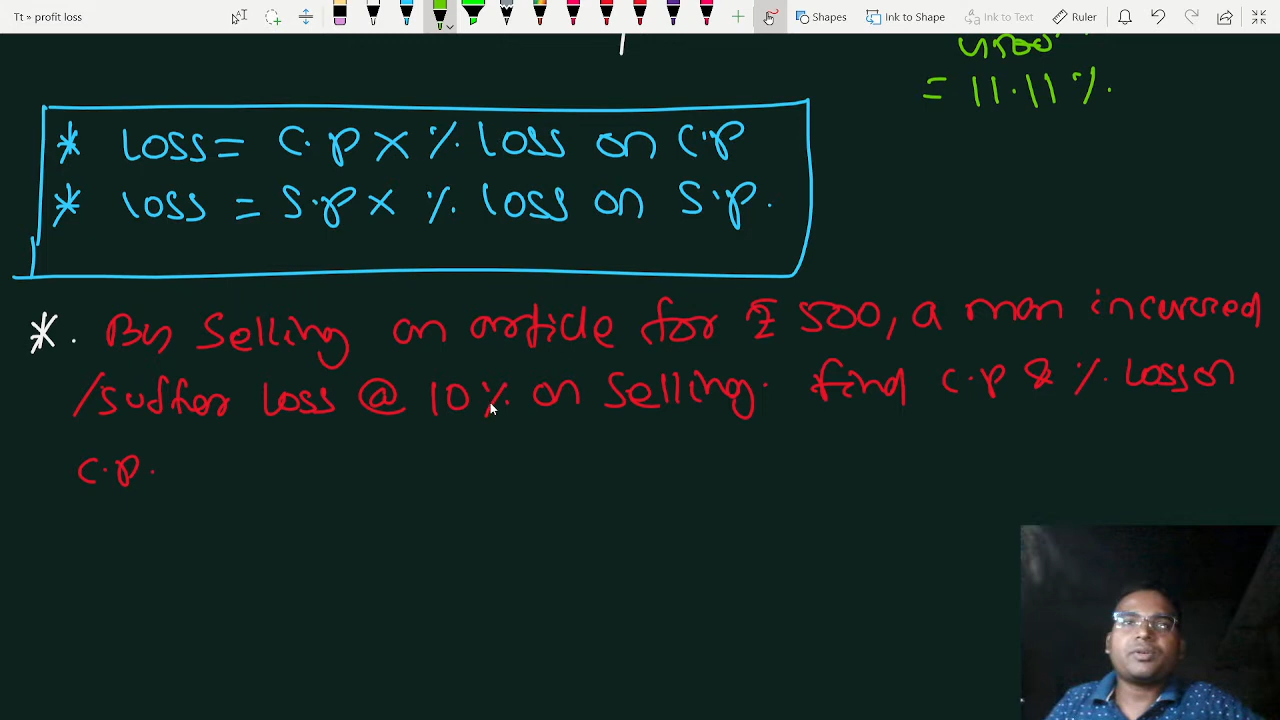 Tt » profit loss
Shapes Ink to Shape Ink to Text Ruler
= 11.11 %.
* Loss = C.P X % Loss on C.P
* Loss = S.P X % Loss on S.P.
*. By Selling an article for ₹ 500, a man incurred
/suffer Loss @ 10% on Selling. find C.P & % Loss on
C.P.